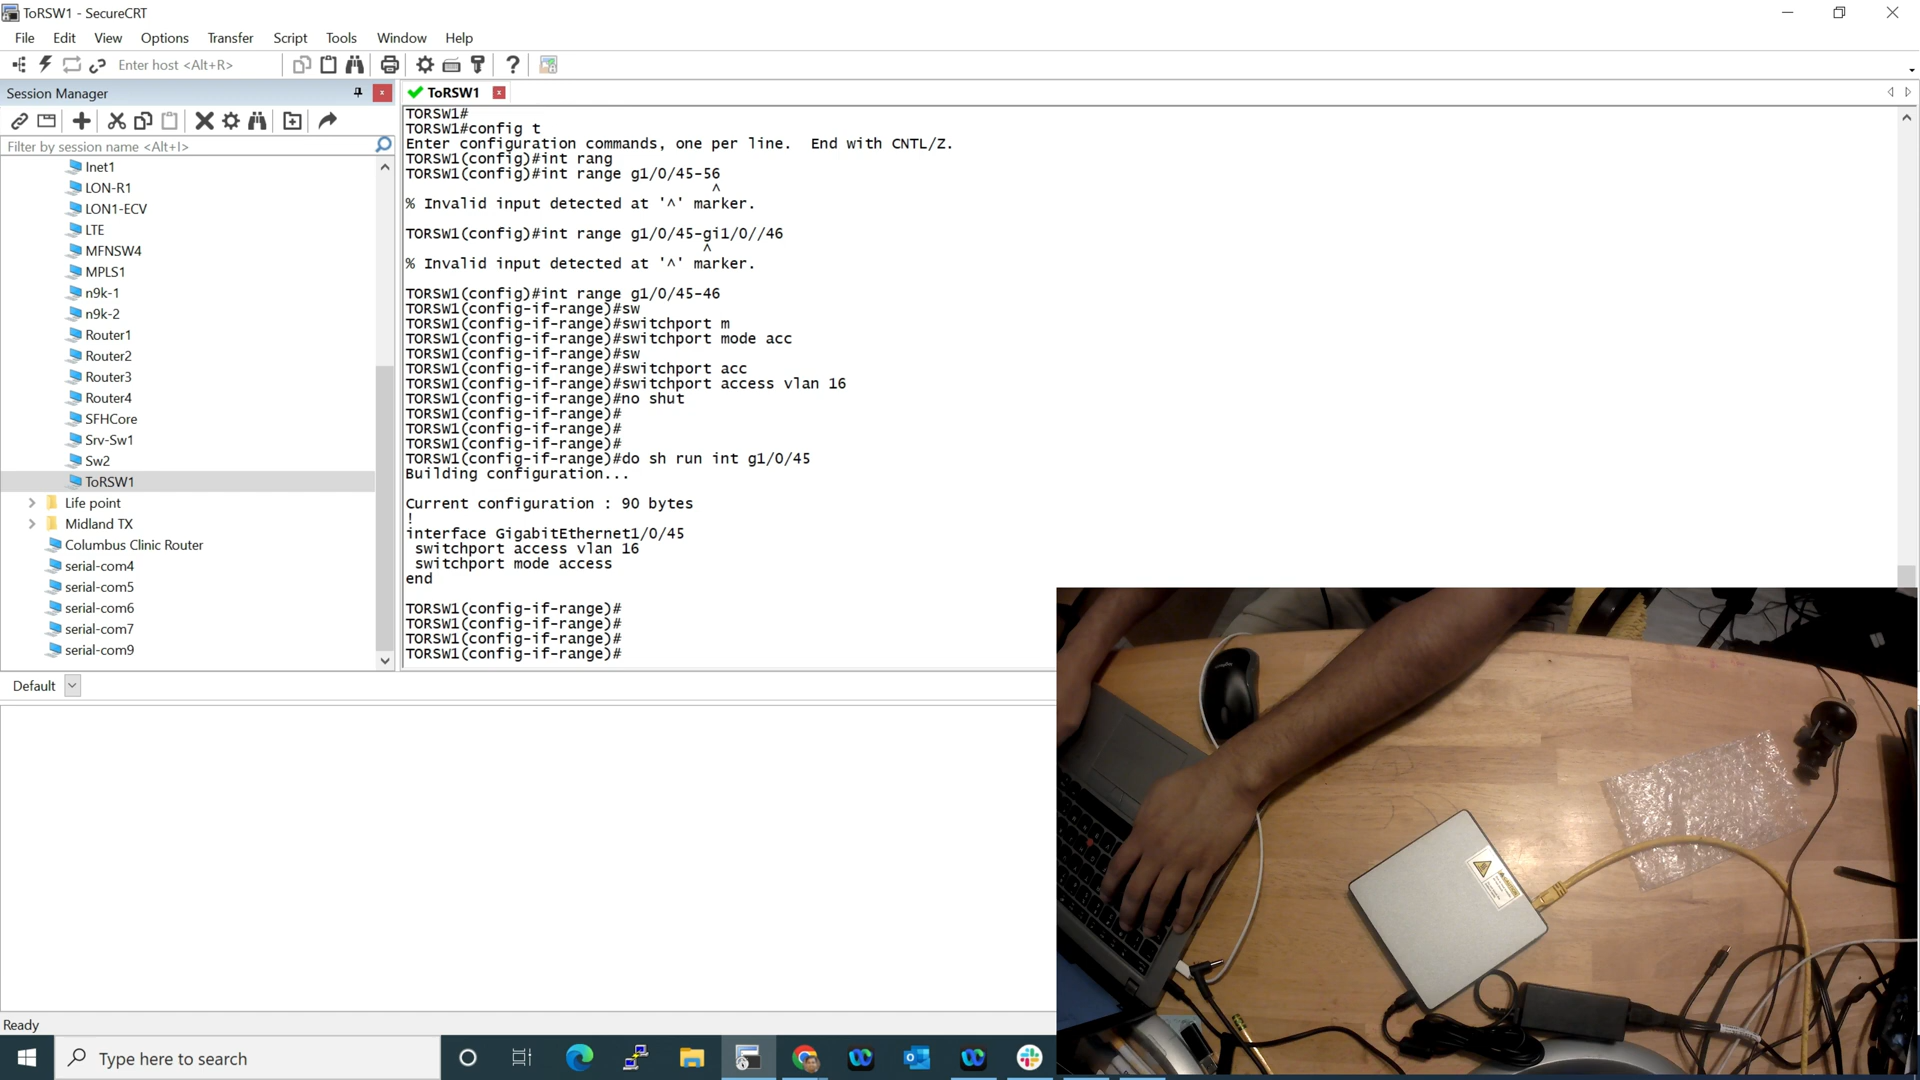 ToRSW1 - SecureCRT
File Edit View Options Transfer Script Tools Window Help
Enter host <Alt+R>
Session Manager
ToRSW1
Filter by session name <Alt+I>
Inet1
LON-R1
LON1-ECV
LTE
MFNSW4
MPLS1
n9k-1
n9k-2
Router1
Router2
Router3
Router4
SFHCore
Srv-Sw1
Sw2
ToRSW1
Life point
Midland TX
Columbus Clinic Router
serial-com4
serial-com5
serial-com6
serial-com7
serial-com9
TORSW1#
TORSW1#config t
Enter configuration commands, one per line.  End with CNTL/Z.
TORSW1(config)#int rang
TORSW1(config)#int range g1/0/45-56
^
% Invalid input detected at '^' marker.
TORSW1(config)#int range g1/0/45-gi1/0//46
^
% Invalid input detected at '^' marker.
TORSW1(config)#int range g1/0/45-46
TORSW1(config-if-range)#sw
TORSW1(config-if-range)#switchport m
TORSW1(config-if-range)#switchport mode acc
TORSW1(config-if-range)#sw
TORSW1(config-if-range)#switchport acc
TORSW1(config-if-range)#switchport access vlan 16
TORSW1(config-if-range)#no shut
TORSW1(config-if-range)#
TORSW1(config-if-range)#
TORSW1(config-if-range)#
TORSW1(config-if-range)#do sh run int g1/0/45
Building configuration...
Current configuration : 90 bytes
!
interface GigabitEthernet1/0/45
switchport access vlan 16
switchport mode access
end
TORSW1(config-if-range)#
TORSW1(config-if-range)#
TORSW1(config-if-range)#
TORSW1(config-if-range)#
Default
Ready
Type here to search